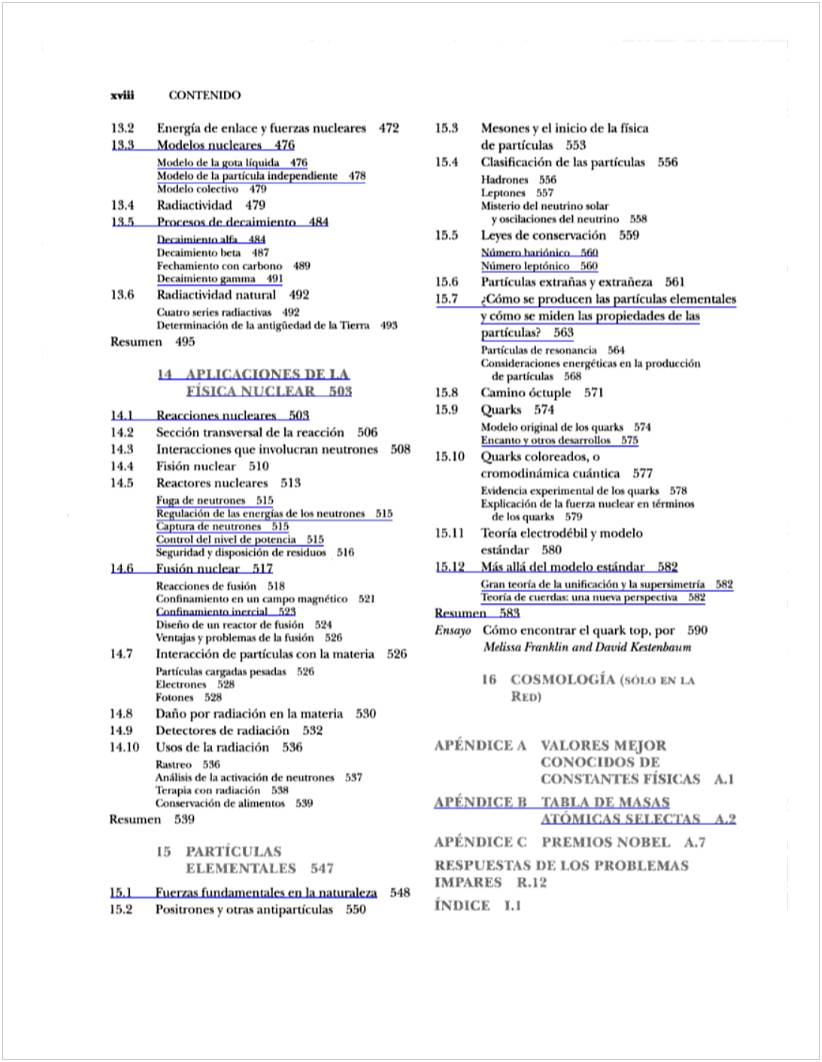 xviii CONTENIDO
13.2 Energía de enlace y fuerzas nucleares 472
13.3 Modelos nucleares 476
Modelo de la gota líquida 476
Modelo de la partícula independiente 478
Modelo colectivo 479
13.4 Radiactividad 479
13.5 Procesos de decaimiento 484
Decaimiento alfa 484
Decaimiento beta 487
Fechamiento con carbono 489
Decaimiento gamma 491
13.6 Radiactividad natural 492
Cuatro series radiactivas 492
Determinación de la antigüedad de la Tierra 493
Resumen 495
14 APLICACIONES DE LA
FÍSICA NUCLEAR 503
14.1 Reacciones nucleares 503
14.2 Sección transversal de la reacción 506
14.3 Interacciones que involucran neutrones 508
14.4 Fisión nuclear 510
14.5 Reactores nucleares 513
Fuga de neutrones 515
Regulación de las energías de los neutrones 515
Captura de neutrones 515
Control del nivel de potencia 515
Seguridad y disposición de residuos 516
14.6 Fusión nuclear 517
Reacciones de fusión 518
Confinamiento en un campo magnético 521
Confinamiento inercial 523
Diseño de un reactor de fusión 524
Ventajas y problemas de la fusión 526
14.7 Interacción de partículas con la materia 526
Partículas cargadas pesadas 526
Electrones 528
Fotones 528
14.8 Daño por radiación en la materia 530
14.9 Detectores de radiación 532
14.10 Usos de la radiación 536
Rastreo 536
Análisis de la activación de neutrones 537
Terapia con radiación 538
Conservación de alimentos 539
Resumen 539
15 PARTÍCULAS
ELEMENTALES 547
15.1 Fuerzas fundamentales en la naturaleza 548
15.2 Positrones y otras antipartículas 550
15.3 Mesones y el inicio de la física
de partículas 553
15.4 Clasificación de las partículas 556
Hadrones 556
Leptones 557
Misterio del neutrino solar
y oscilaciones del neutrino 558
15.5 Leyes de conservación 559
Número bariónico 560
Número leptónico 560
15.6 Partículas extrañas y extrañeza 561
15.7 ¿Cómo se producen las partículas elementales
y cómo se miden las propiedades de las
partículas? 563
Partículas de resonancia 564
Consideraciones energéticas en la producción
de partículas 568
15.8 Camino óctuple 571
15.9 Quarks 574
Modelo original de los quarks 574
Encanto y otros desarrollos 575
15.10 Quarks coloreados, o
cromodinámica cuántica 577
Evidencia experimental de los quarks 578
Explicación de la fuerza nuclear en términos
de los quarks 579
15.11 Teoría electrodébil y modelo
estándar 580
15.12 Más allá del modelo estándar 582
Gran teoría de la unificación y la supersimetría 582
Teoría de cuerdas: una nueva perspectiva 582
Resumen 583
Ensayo Cómo encontrar el quark top, por 590
Melissa Franklin and David Kestenbaum
16 COSMOLOGÍA (SÓLO EN LA
RED)
APÉNDICE A VALORES MEJOR
CONOCIDOS DE
CONSTANTES FÍSICAS A.1
APÉNDICE B TABLA DE MASAS
ATÓMICAS SELECTAS A.2
APÉNDICE C PREMIOS NOBEL A.7
RESPUESTAS DE LOS PROBLEMAS
IMPARES R.12
ÍNDICE I.1